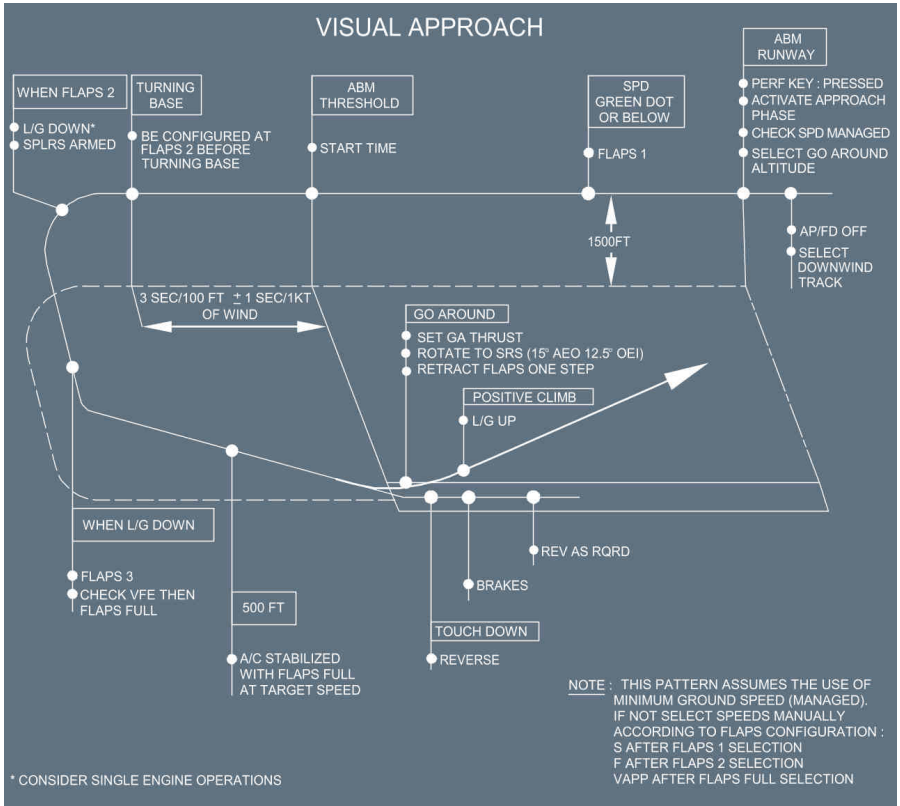 VISUAL APPROACH
WHEN FLAPS 2
L/G DOWN*
SPLRS ARMED
TURNING
BASE
BE CONFIGURED AT
FLAPS 2 BEFORE
TURNING BASE
ABM
THRESHOLD
START TIME
SPD
GREEN DOT
OR BELOW
FLAPS 1
ABM
RUNWAY
PERF KEY : PRESSED
ACTIVATE APPROACH
PHASE
CHECK SPD MANAGED
SELECT GO AROUND
ALTITUDE
AP/FD OFF
SELECT
DOWNWIND
TRACK
1500FT
3 SEC/100 FT ± 1 SEC/1KT
OF WIND
GO AROUND
SET GA THRUST
ROTATE TO SRS (15° AEO 12.5° OEI)
RETRACT FLAPS ONE STEP
POSITIVE CLIMB
L/G UP
WHEN L/G DOWN
FLAPS 3
CHECK VFE THEN
FLAPS FULL
500 FT
A/C STABILIZED
WITH FLAPS FULL
AT TARGET SPEED
REV AS RQRD
BRAKES
TOUCH DOWN
REVERSE
NOTE : THIS PATTERN ASSUMES THE USE OF
MINIMUM GROUND SPEED (MANAGED).
IF NOT SELECT SPEEDS MANUALLY
ACCORDING TO FLAPS CONFIGURATION :
S AFTER FLAPS 1 SELECTION
F AFTER FLAPS 2 SELECTION
VAPP AFTER FLAPS FULL SELECTION
* CONSIDER SINGLE ENGINE OPERATIONS